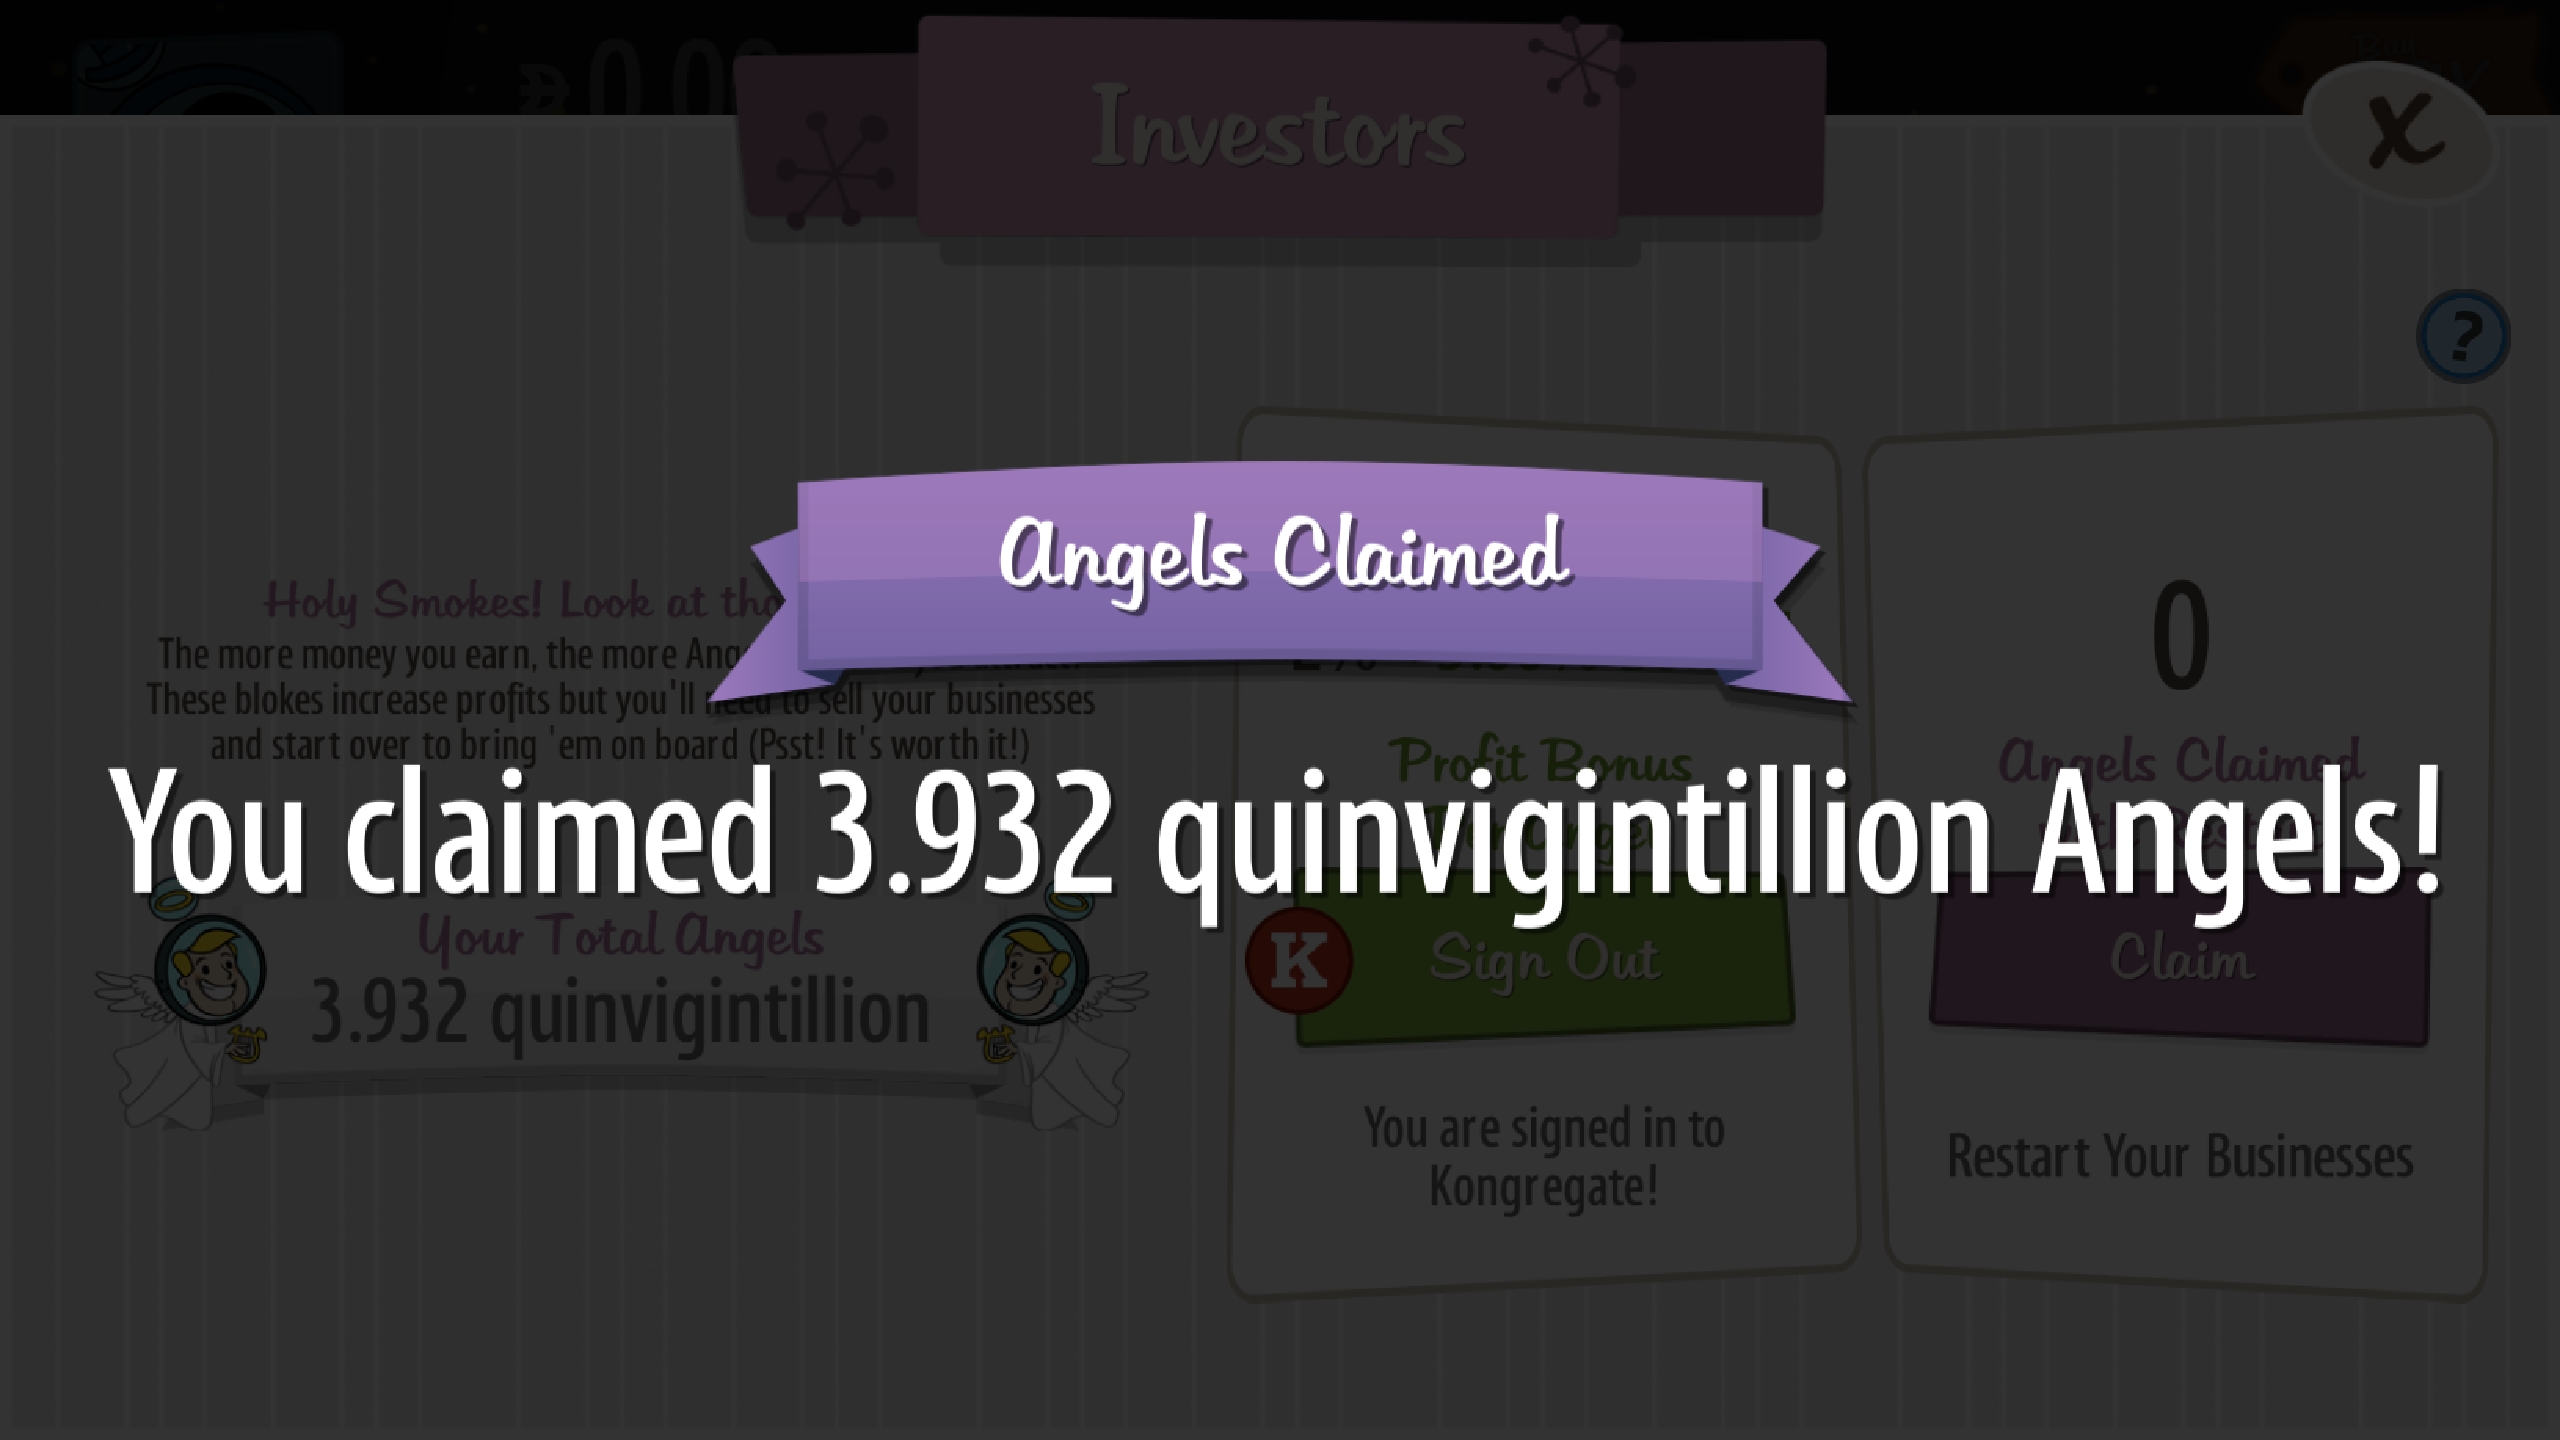 Investors
X
?
Angels Claimed
Holy Smokes! Look at
The more money you earn, the more
These blokes increase profits but you'll need to sell your businesses
and start over to bring 'em on board (Psst! It's worth it!)
You claimed 3.932 quinvigintillion Angels!
Your Total Angels
3.932 quinvigintillion
Profit Bonus
K
Sign Out
You are signed in to
Kongregate!
0
Angels Claimed
Claim
Restart Your Businesses